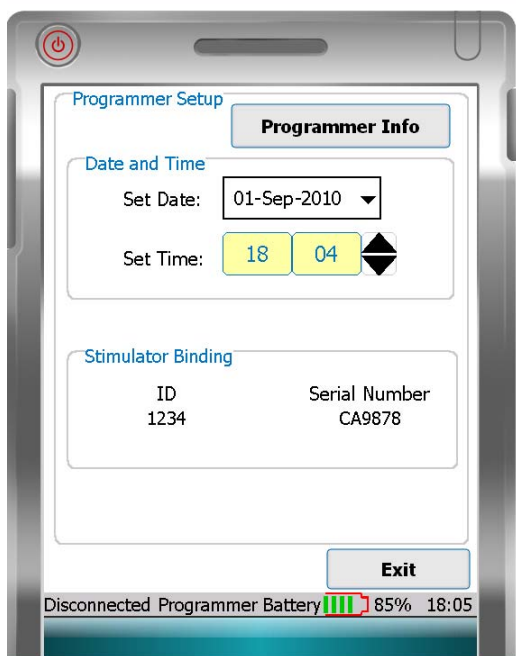 Programmer Setup
Programmer Info
Date and Time
Set Date: 01-Sep-2010
Set Time: 18 04
Stimulator Binding
ID Serial Number
1234 CA9878
Exit
Disconnected Programmer Battery 85% 18:05